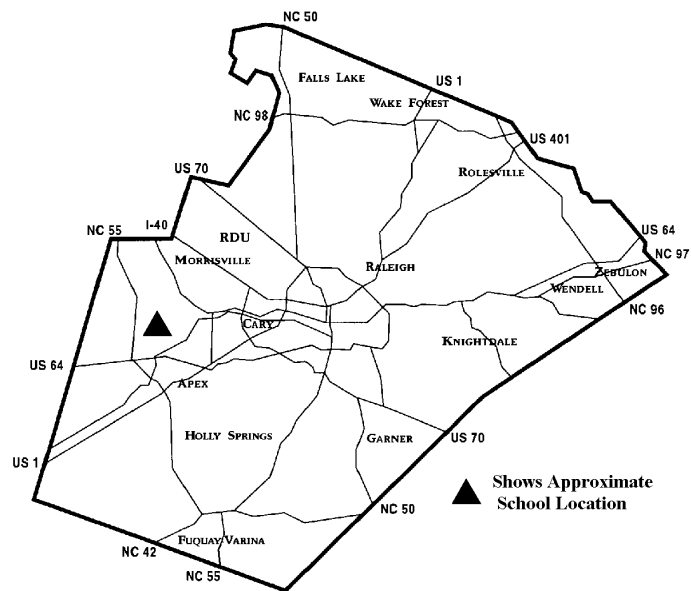 NC 50
FALLS LAKE
US 1
WAKE FOREST
NC 98
US 401
US 70
ROLESVILLE
NC 55
I-40
RDU
US 64
MORRISVILLE
RALEIGH
NC 97
ZEBULON
WENDELL
NC 96
CARY
KNIGHTDALE
US 64
APEX
HOLLY SPRINGS
GARNER
US 70
US 1
Shows Approximate
School Location
NC 50
FUQUAY-VARINA
NC 42
NC 55